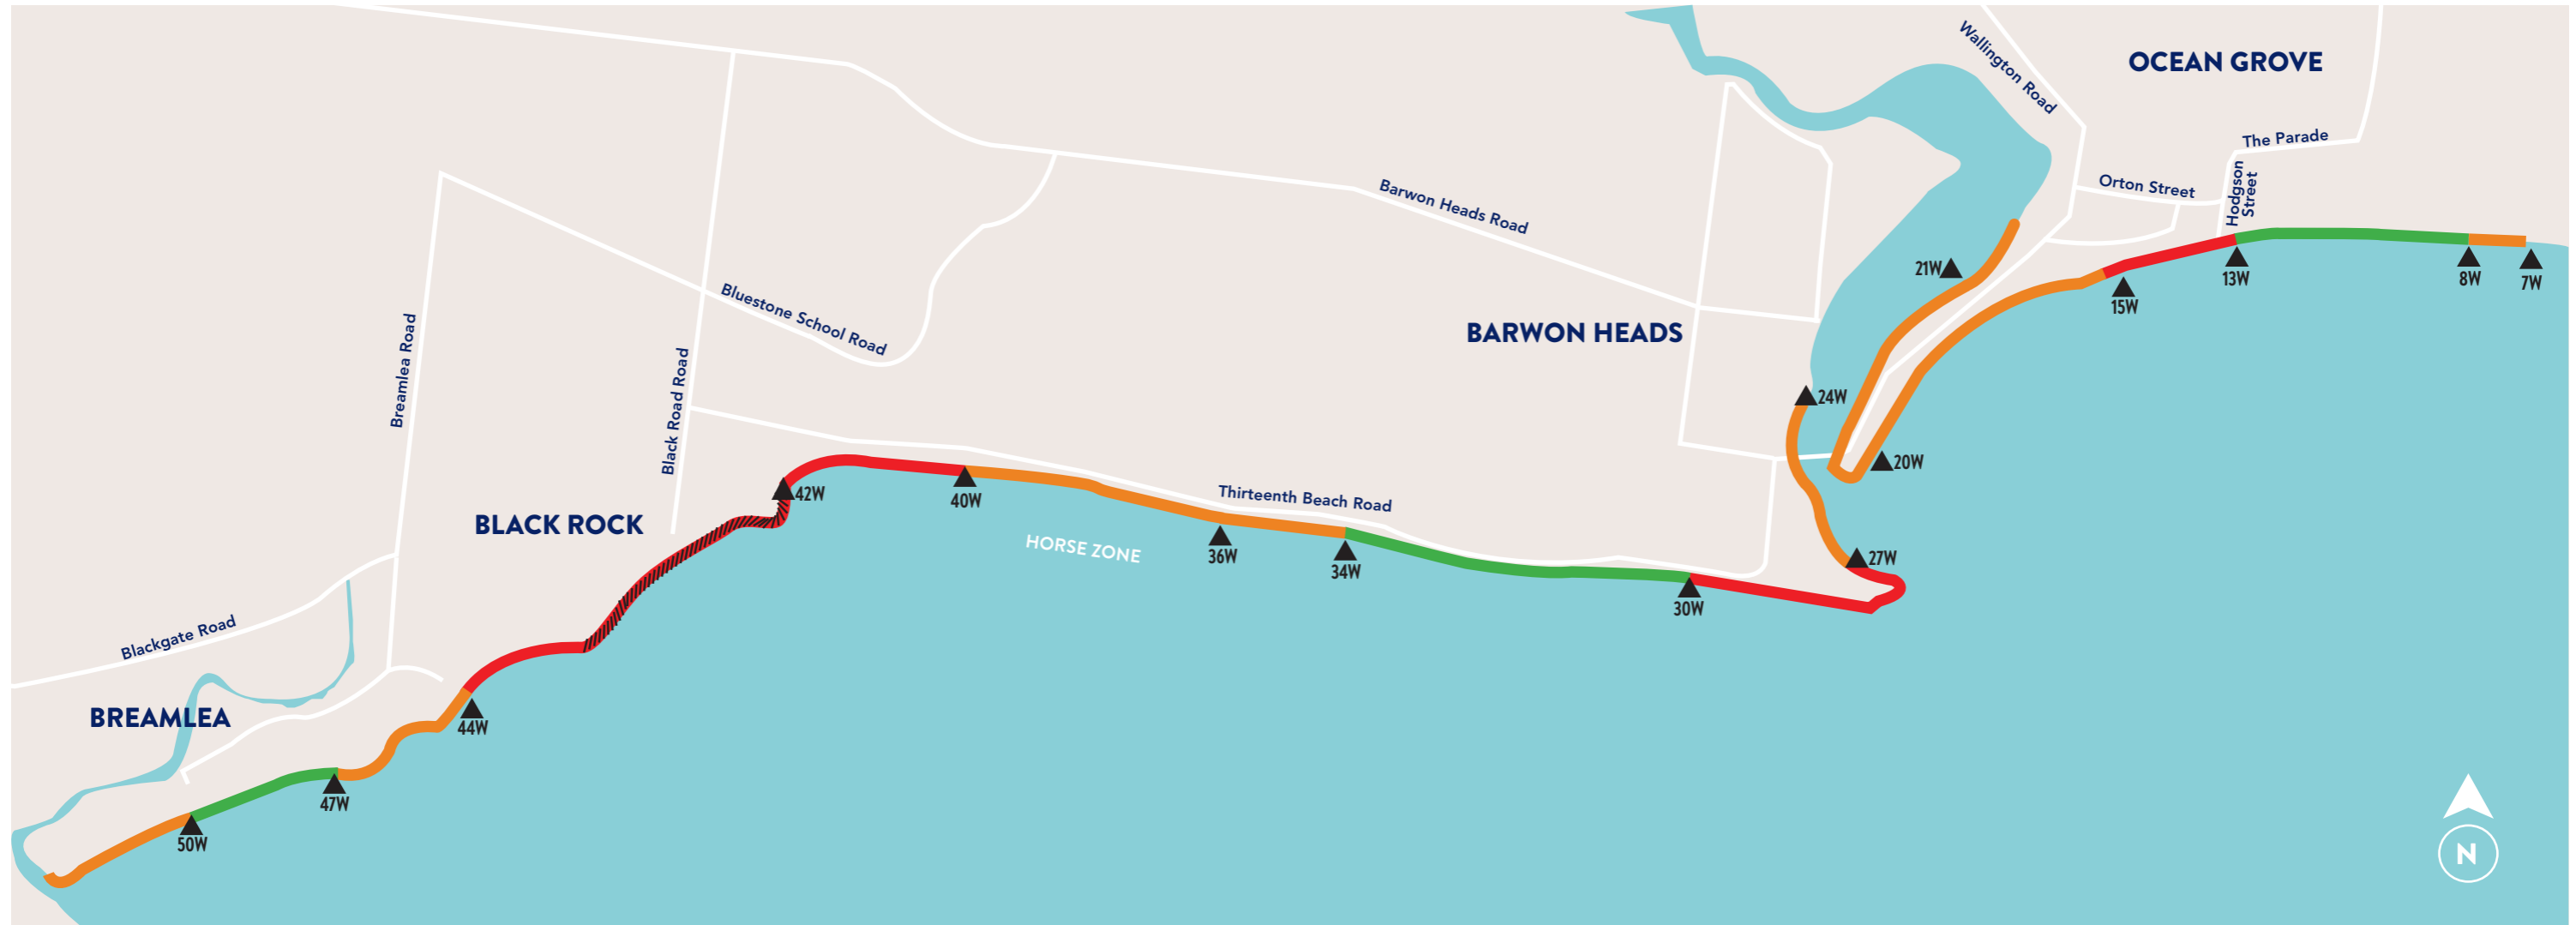 Wallington Road
OCEAN GROVE
The Parade
Hodgson
Street
Orton Street
Barwon Heads Road
21W
13W
8W
7W
15W
Bluestone School Road
BARWON HEADS
Breamlea Road
Black Road Road
24W
20W
42W
40W
Thirteenth Beach Road
BLACK ROCK
HORSE ZONE
36W
34W
27W
30W
Blackgate Road
BREAMLEA
44W
47W
50W
N